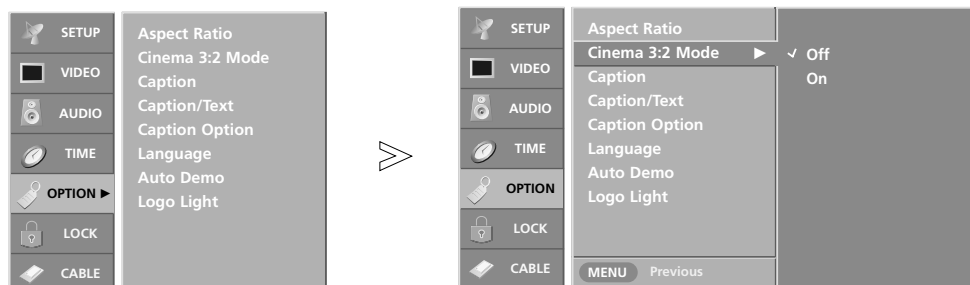 SETUP
VIDEO
AUDIO
TIME
OPTION
LOCK
CABLE
Aspect Ratio
Cinema 3:2 Mode
Caption
Caption/Text
Caption Option
Language
Auto Demo
Logo Light
SETUP
VIDEO
AUDIO
TIME
OPTION
LOCK
CABLE
Aspect Ratio
Cinema 3:2 Mode
Caption
Caption/Text
Caption Option
Language
Auto Demo
Logo Light
MENU Previous
Off
On